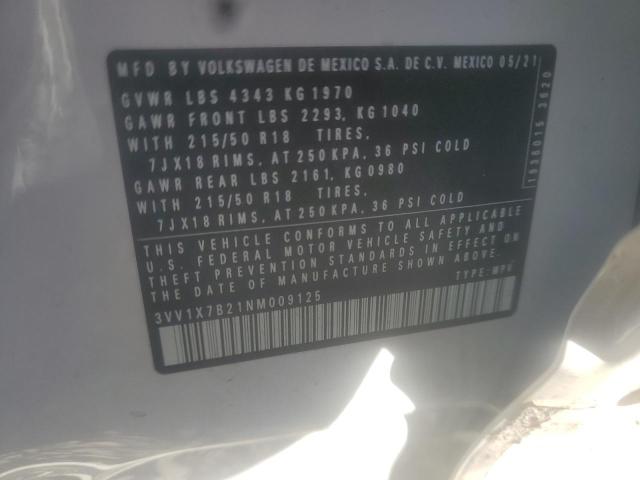 MFD BY VOLKSWAGEN DE MEXICO S.A. DE C.V. MEXICO 05/21
GVWR LBS 4343 KG 1970
GAWR FRONT LBS 2293, KG 1040
WITH 215/50 R18 TIRES,
7JX18 RIMS, AT 250 KPA, 36 PSI COLD
GAWR REAR LBS 2161, KG 0980
WITH 215/50 R18 TIRES,
7JX18 RIMS, AT 250 KPA, 36 PSI COLD
THIS VEHICLE CONFORMS TO ALL APPLICABLE
U.S. FEDERAL MOTOR VEHICLE SAFETY AND
THEFT PREVENTION STANDARDS IN EFFECT ON
THE DATE OF MANUFACTURE SHOWN ABOVE.
3VV1X7B21NM009125 TYPE: MPV
1936015 3620